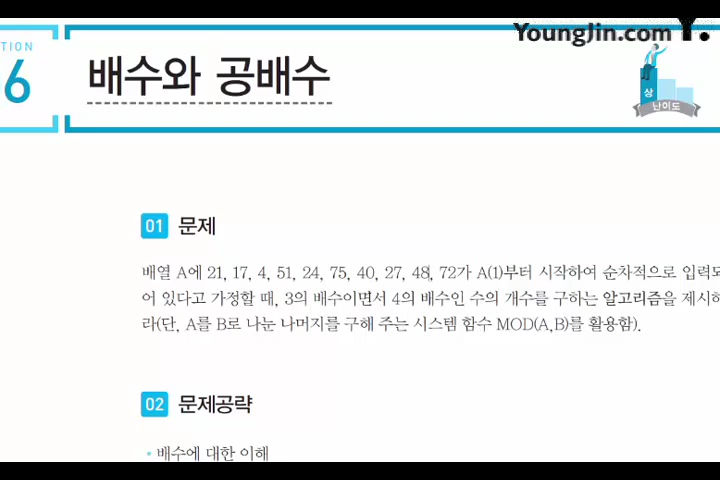 YoungJin.com Y.
TION
6
배수와 공배수
상
난이도
01 문제
배열 A에 21, 17, 4, 51, 24, 75, 40, 27, 48, 72가 A(1)부터 시작하여 순차적으로 입력되
어 있다고 가정할 때, 3의 배수이면서 4의 배수인 수의 개수를 구하는 알고리즘을 제시하
라(단, A를 B로 나눈 나머지를 구해 주는 시스템 함수 MOD(A,B)를 활용함).
02 문제공략
• 배수에 대한 이해